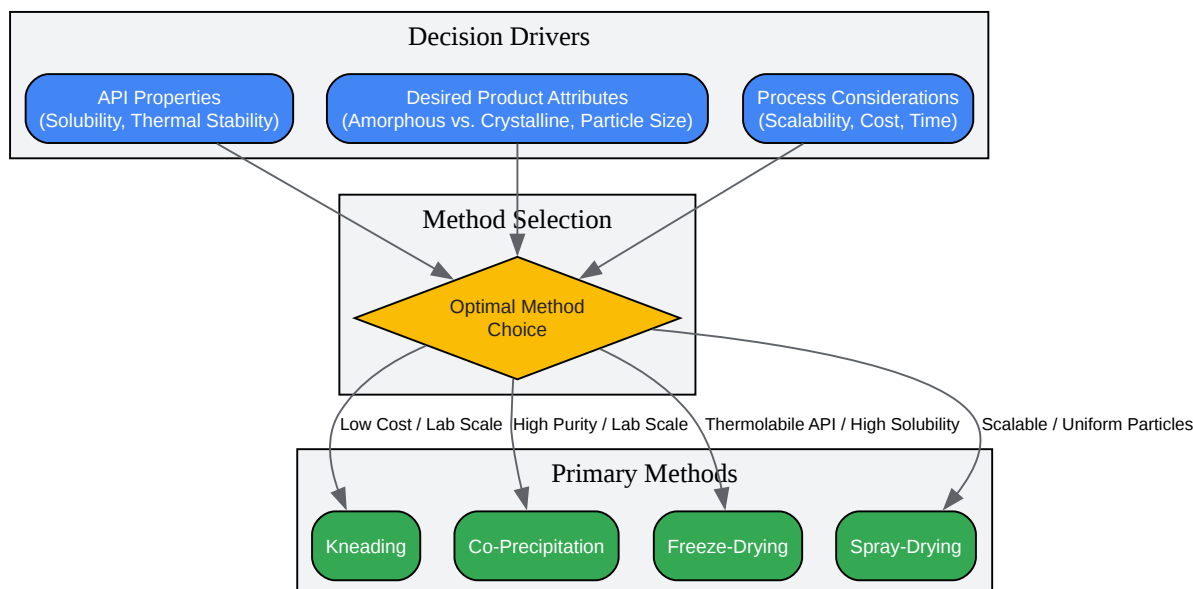 Decision Drivers
API Properties
(Solubility, Thermal Stability)
Desired Product Attributes
(Amorphous vs. Crystalline, Particle Size)
Process Considerations
(Scalability, Cost, Time)
Method Selection
Optimal Method
Choice
Low Cost / Lab Scale
High Purity / Lab Scale
Thermolabile API / High Solubility
Scalable / Uniform Particles
Primary Methods
Kneading
Co-Precipitation
Freeze-Drying
Spray-Drying